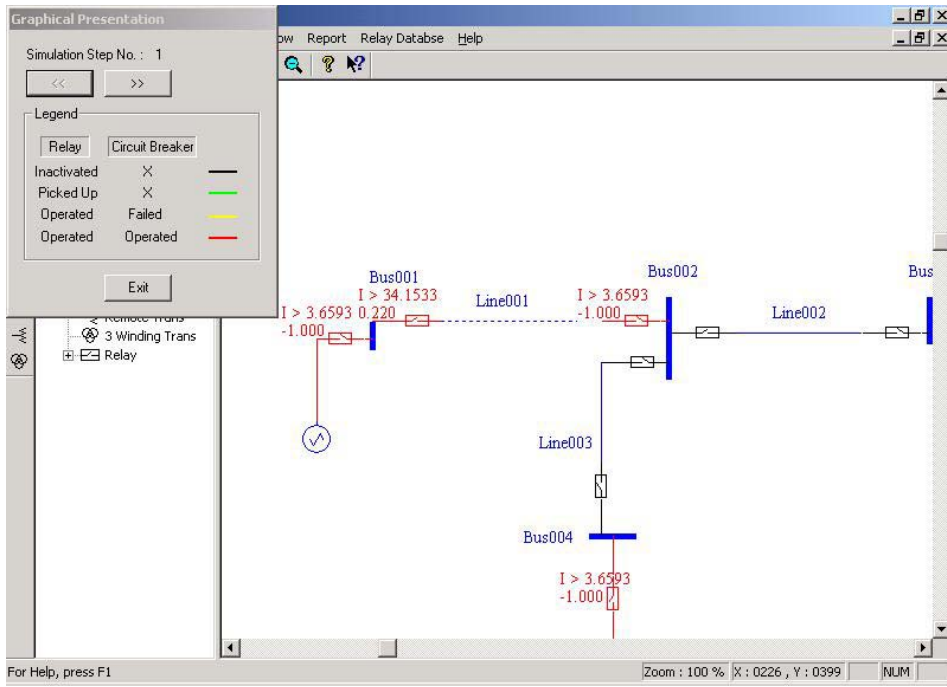 Graphical Presentation
Simulation Step No. : 1
<<
>>
Legend
Relay Circuit Breaker
Inactivated X
Picked Up X
Operated Failed
Operated Operated
Exit
Report Relay Databse Help
3 Winding Trans
Relay
Bus001
I > 34.1533
0.220
I > 3.6593
-1.000
Line001
I > 3.6593
-1.000
Bus002
Line002
Bus
Line003
Bus004
I > 3.6593
-1.000
For Help, press F1
Zoom : 100 % X : 0226 , Y : 0399 NUM